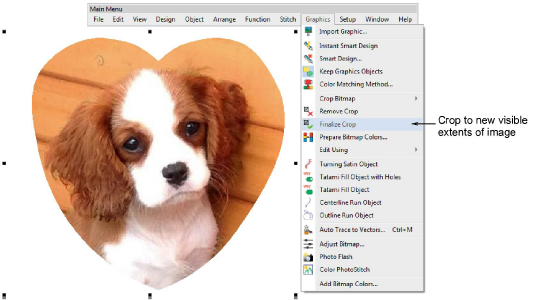 Main Menu
File Edit View Design Object Arrange Function Stitch Graphics Setup Window Help
Import Graphic...
Instant Smart Design
Smart Design...
Keep Graphics Objects
Color Matching Method...
Crop Bitmap
Remove Crop
Finalize Crop
Crop to new visible
extents of image
Prepare Bitmap Colors...
Edit Using
Turning Satin Object
Tatami Fill Object with Holes
Tatami Fill Object
Centerline Run Object
Outline Run Object
Auto Trace to Vectors... Ctrl+M
Adjust Bitmap...
Photo Flash
Color PhotoStitch
Add Bitmap Colors...